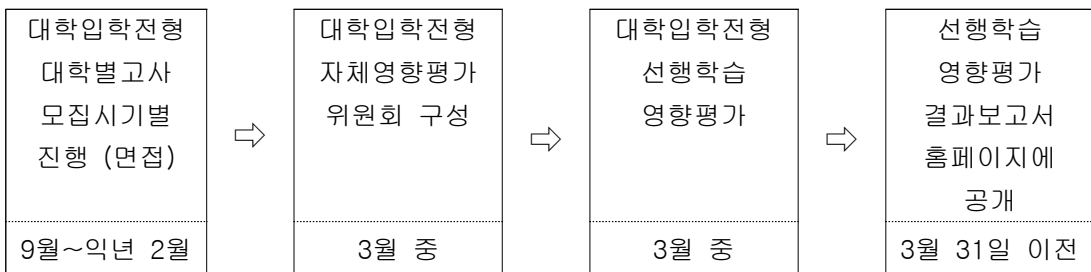 대학입학전형
대학별고사
모집시기별
진행 (면접)
9월~익년 2월
⇨
대학입학전형
자체영향평가
위원회 구성
3월 중
⇨
대학입학전형
선행학습
영향평가
3월 중
⇨
선행학습
영향평가
결과보고서
홈페이지에
공개
3월 31일 이전